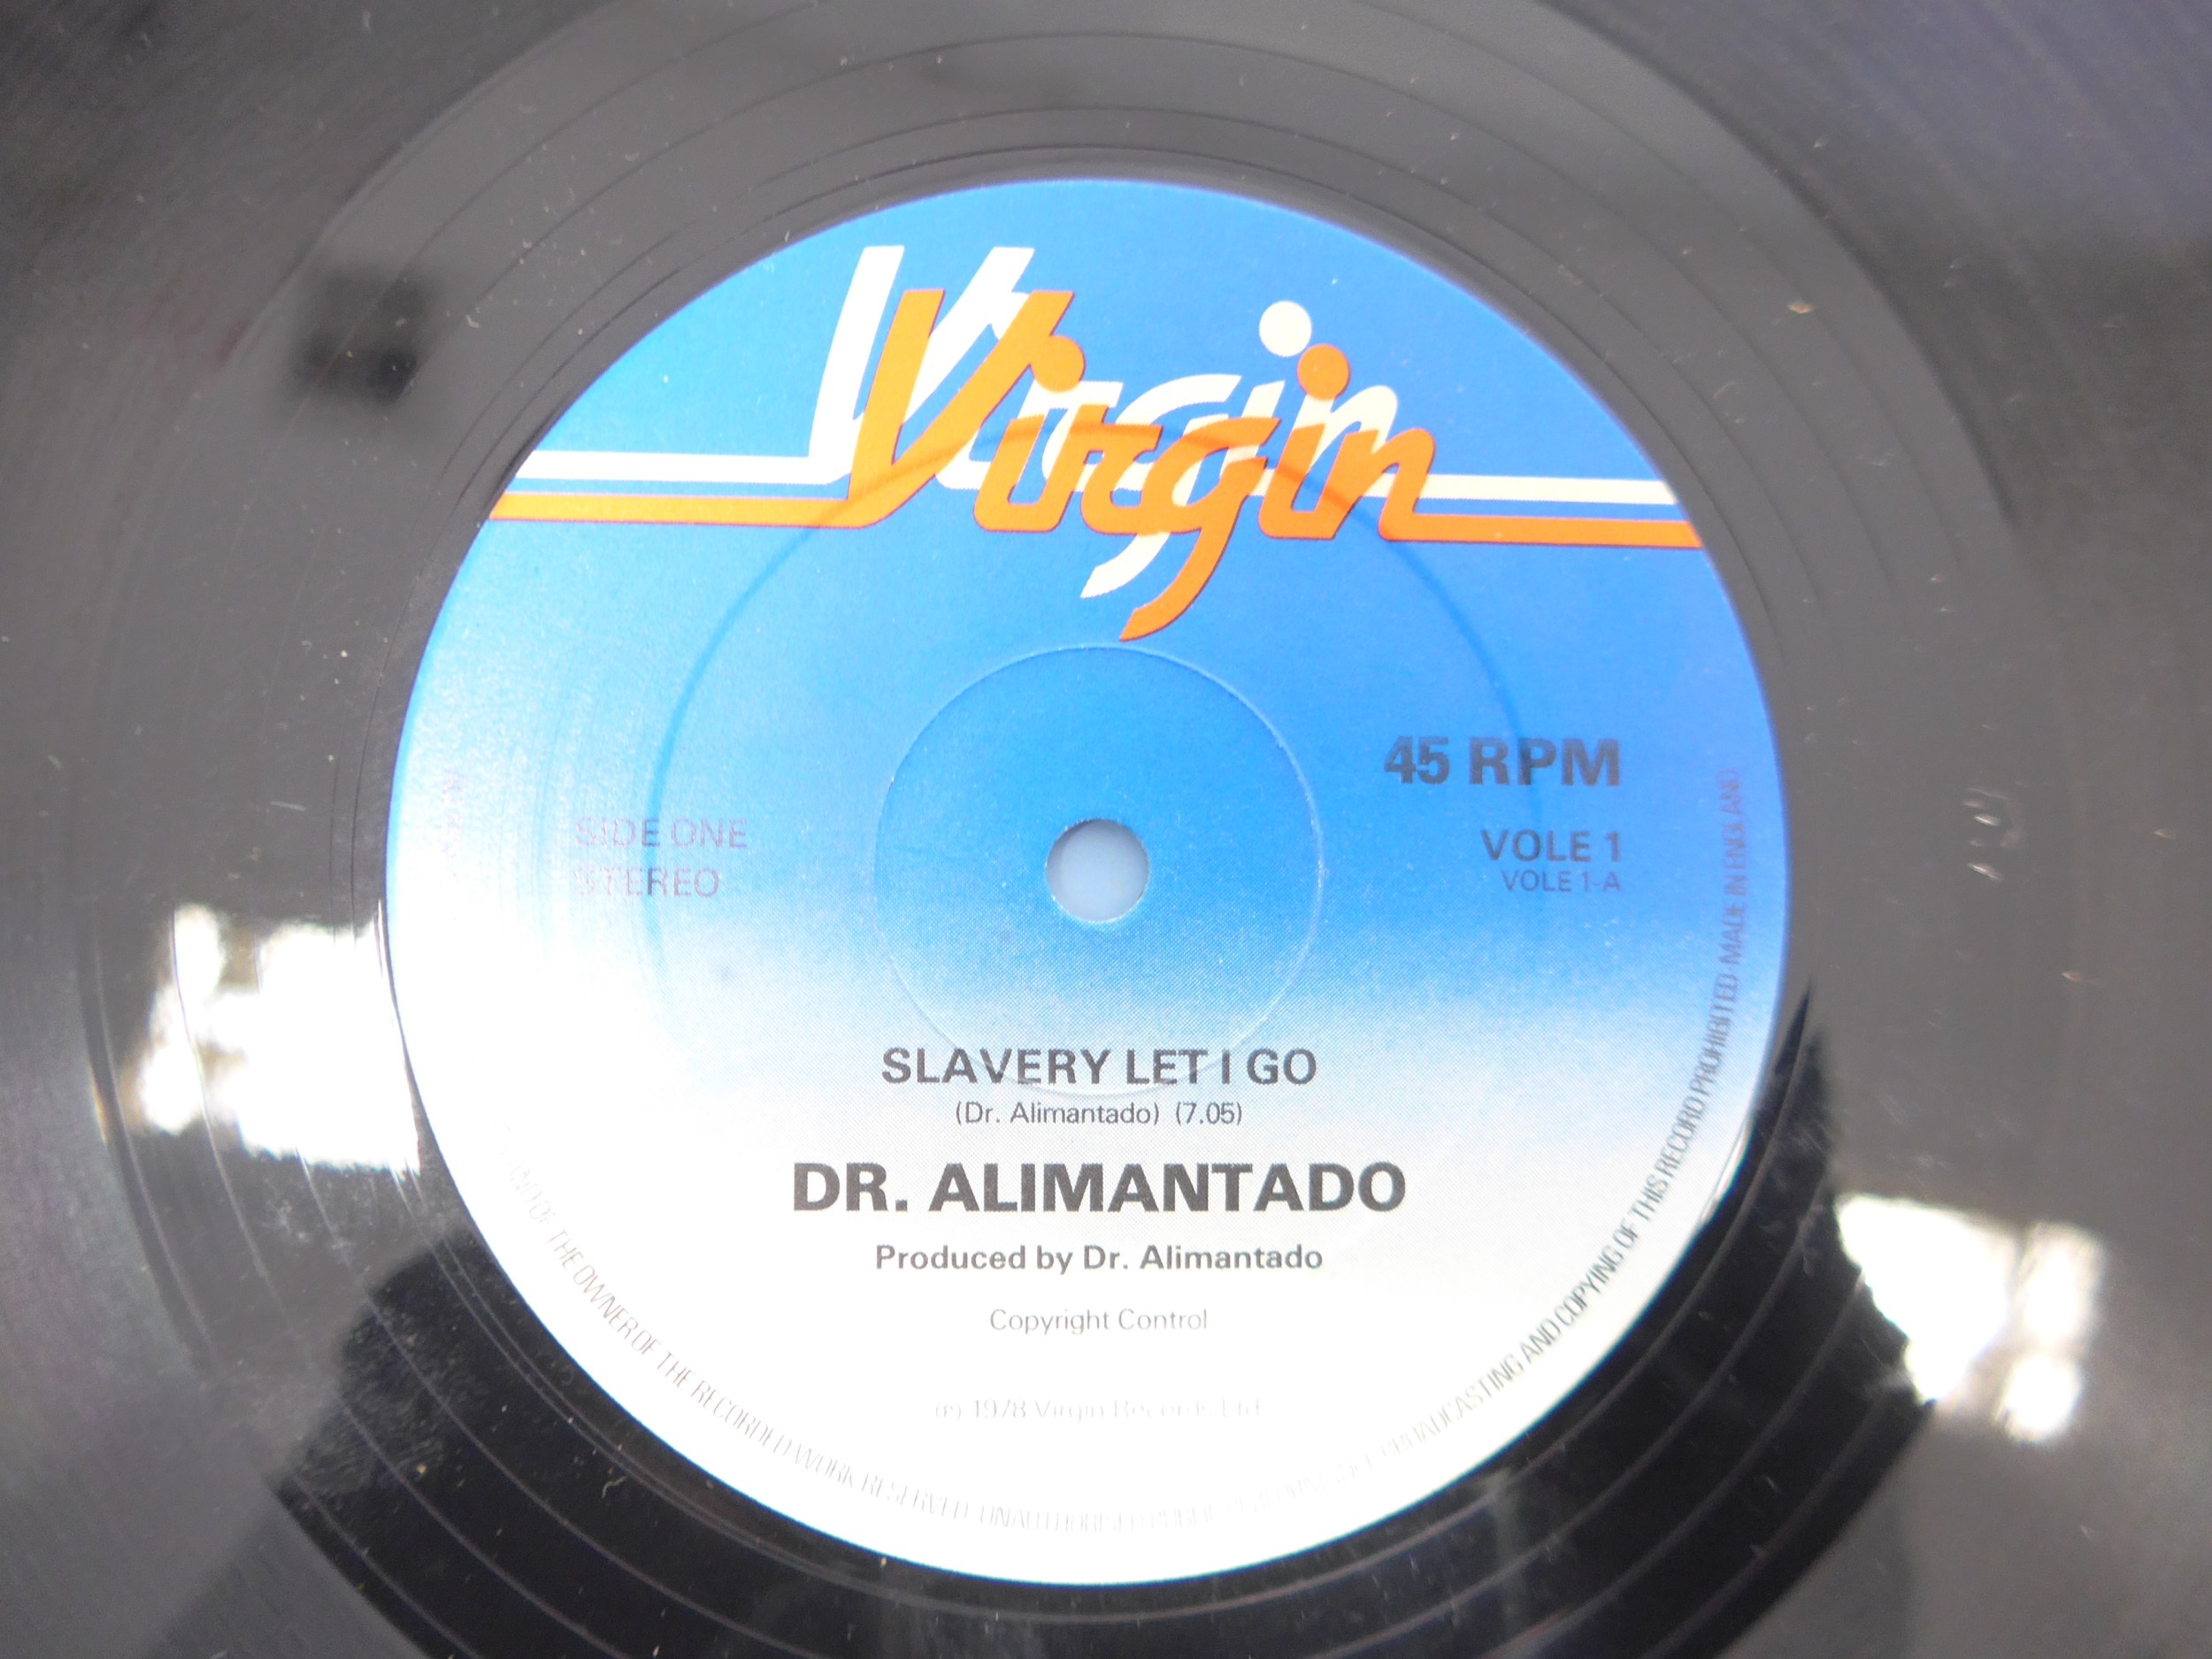 Virgin
45 RPM
SIDE ONE
STEREO
VOLE 1
VOLE 1-A
SLAVERY LET I GO
(Dr. Alimantado) (7.05)
DR. ALIMANTADO
Produced by Dr. Alimantado
Copyright Control
℗ 1978 Virgin Records Ltd
OF THE OWNER OF THE RECORDED WORK RESERVED. UNAUTHORISED PUBLIC BROADCASTING AND COPYING OF THIS RECORD PROHIBITED. MADE IN ENGLAND